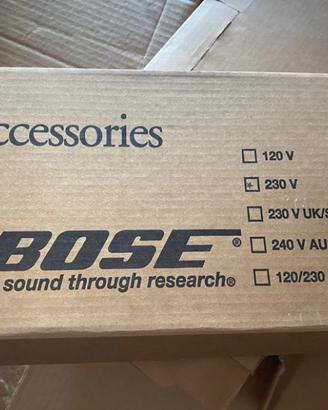 ccessories
120 V
230 V
230 V UK/S
240 V AU
120/230
BOSE®
sound through research®